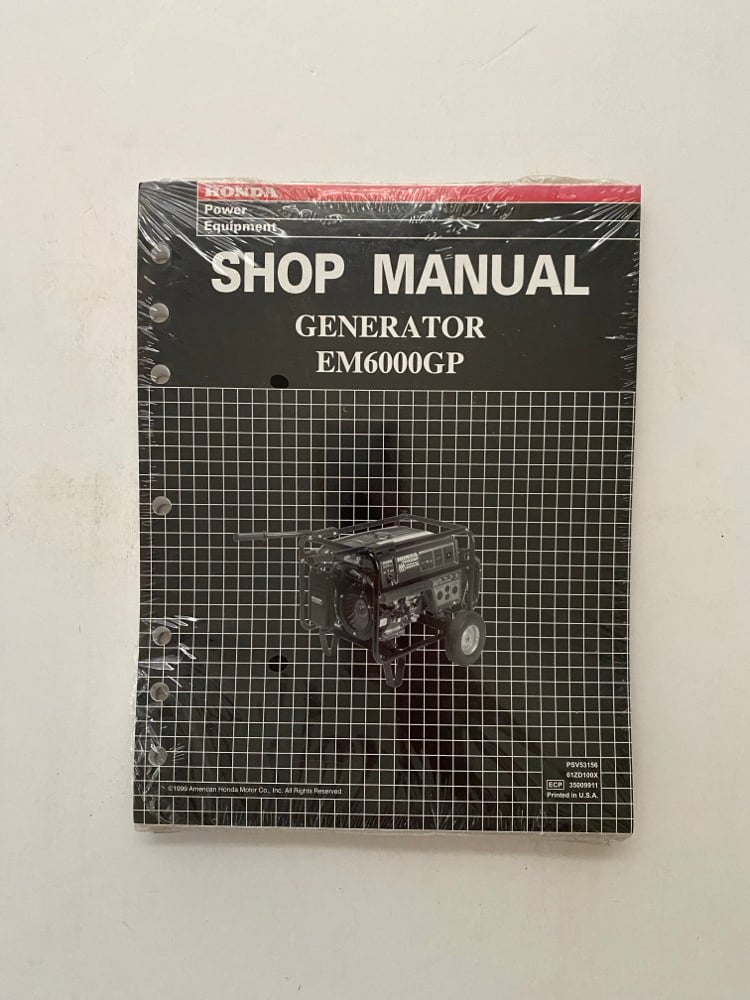 HONDA
Power
Equipment
SHOP MANUAL
GENERATOR
EM6000GP
HONDA
PSV53156
61ZD100X
ECP 35009911
Printed in U.S.A.
©1999 American Honda Motor Co., Inc. All Rights Reserved